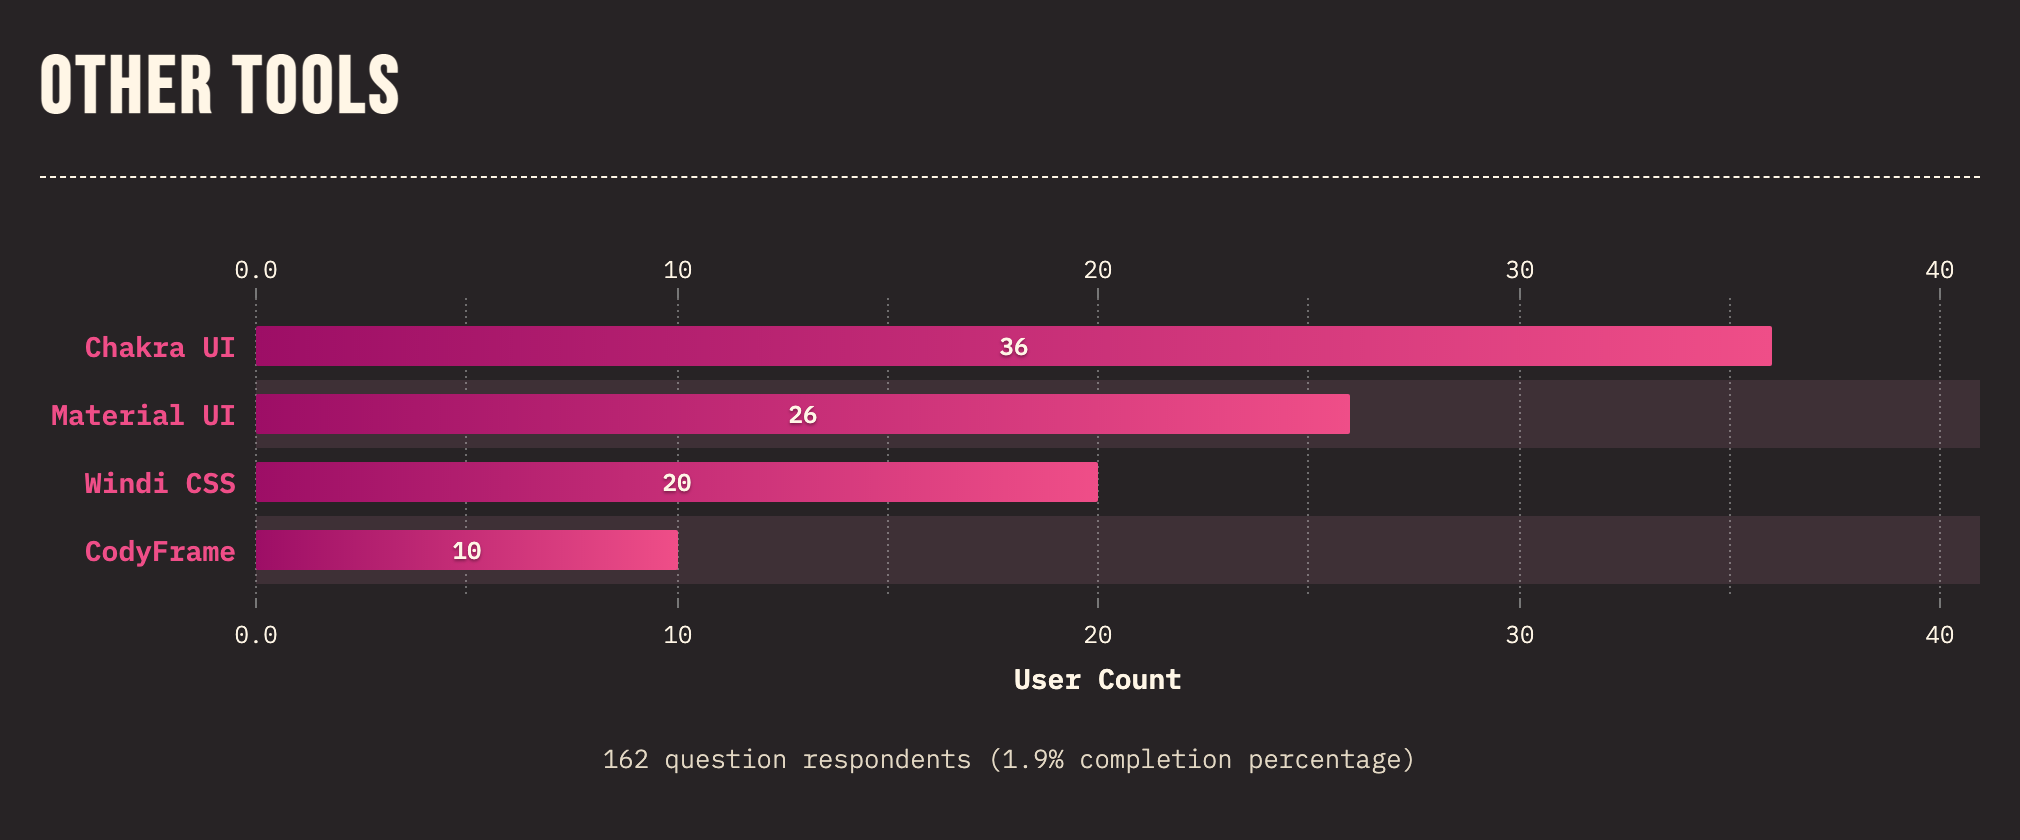 OTHER TOOLS
0.0 10 20 30 40
Chakra UI 36
Material UI 26
Windi CSS 20
CodyFrame 10
0.0 10 20 30 40
User Count
162 question respondents (1.9% completion percentage)